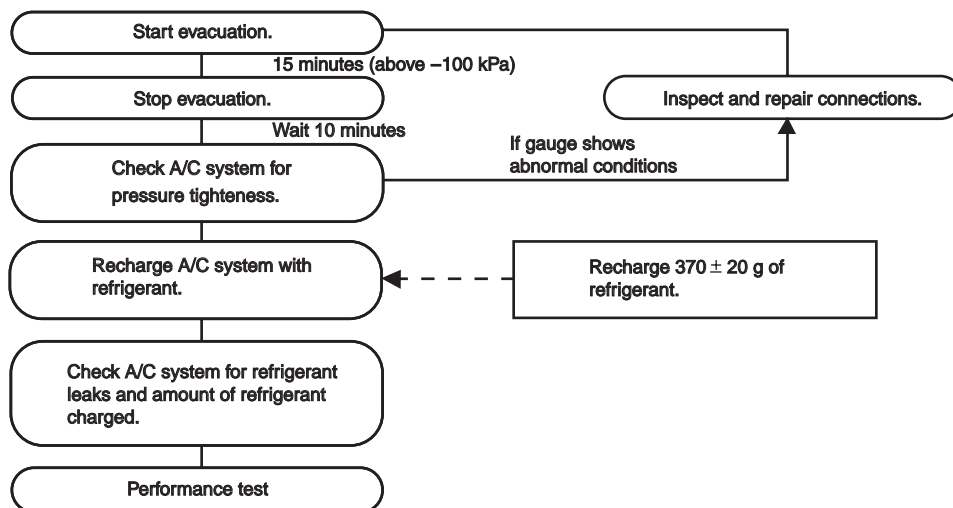 Start evacuation.
15 minutes (above –100 kPa)
Stop evacuation.
Inspect and repair connections.
Wait 10 minutes
If gauge shows
abnormal conditions
Check A/C system for
pressure tightness.
Recharge A/C system with
refrigerant.
Recharge 370 ± 20 g of
refrigerant.
Check A/C system for refrigerant
leaks and amount of refrigerant
charged.
Performance test